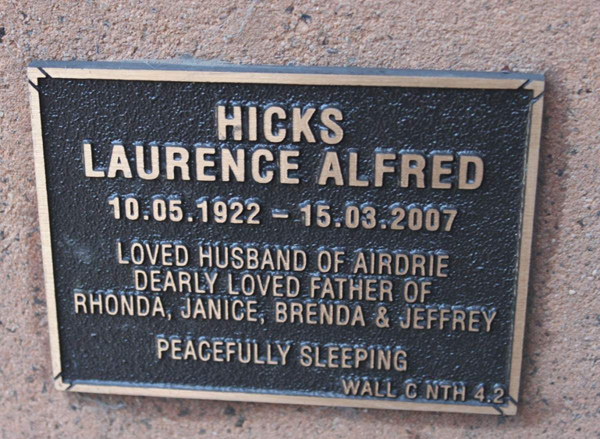 HICKS
LAURENCE ALFRED
10.05.1922 - 15.03.2007
LOVED HUSBAND OF AIRDRIE
DEARLY LOVED FATHER OF
RHONDA, JANICE, BRENDA & JEFFREY
PEACEFULLY SLEEPING
WALL C NTH 4.2